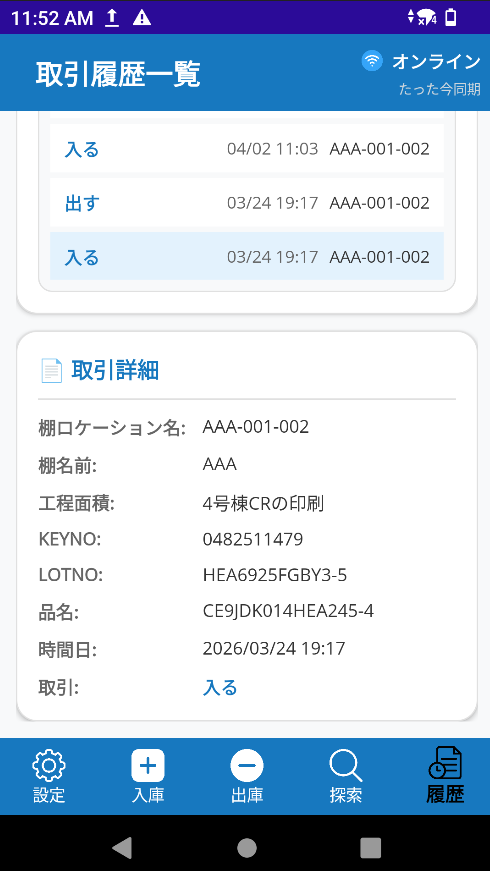 11:52 AM
取引履歴一覧
オンライン
たった今同期
入る 04/02 11:03 AAA-001-002
出す 03/24 19:17 AAA-001-002
入る 03/24 19:17 AAA-001-002
取引詳細
棚ロケーション名: AAA-001-002
棚名前: AAA
工程面積: 4号棟CRの印刷
KEYNO: 0482511479
LOTNO: HEA6925FGBY3-5
品名: CE9JDK014HEA245-4
時間日: 2026/03/24 19:17
取引: 入る
設定 入庫 出庫 探索 履歴